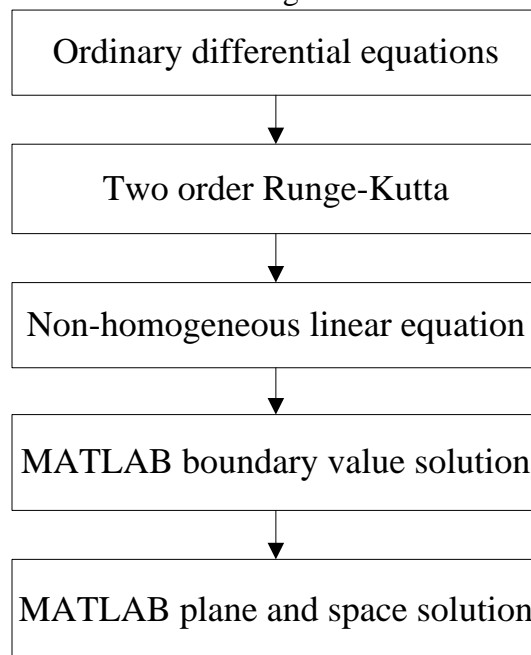 Ordinary differential equations
Two order Runge-Kutta
Non-homogeneous linear equation
MATLAB boundary value solution
MATLAB plane and space solution